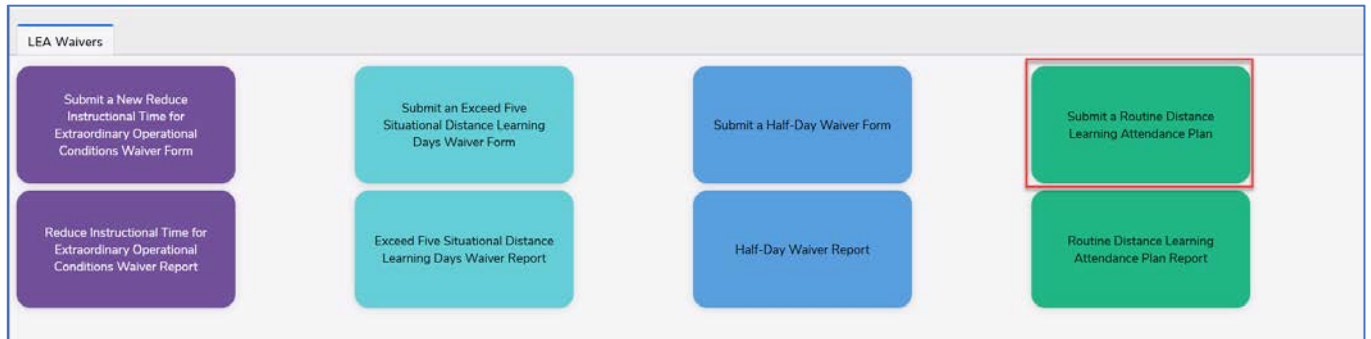 LEA Waivers
Submit a New Reduce
Instructional Time for
Extraordinary Operational
Conditions Waiver Form
Submit an Exceed Five
Situational Distance Learning
Days Waiver Form
Submit a Half-Day Waiver Form
Submit a Routine Distance
Learning Attendance Plan
Reduce Instructional Time for
Extraordinary Operational
Conditions Waiver Report
Exceed Five Situational Distance
Learning Days Waiver Report
Half-Day Waiver Report
Routine Distance Learning
Attendance Plan Report